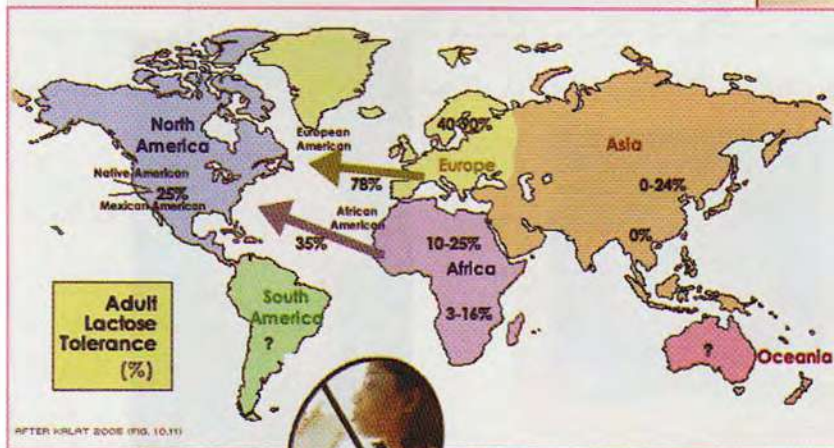 North
America
Native American
25%
Mexican American
European
American
78%
African
American
35%
40-90%
Europe
Asia
0-24%
0%
10-25%
Africa
3-16%
South
America
?
?
Oceania
Adult
Lactose
Tolerance
(%)
AFTER KALAT 2005 (FIG. 10.11)